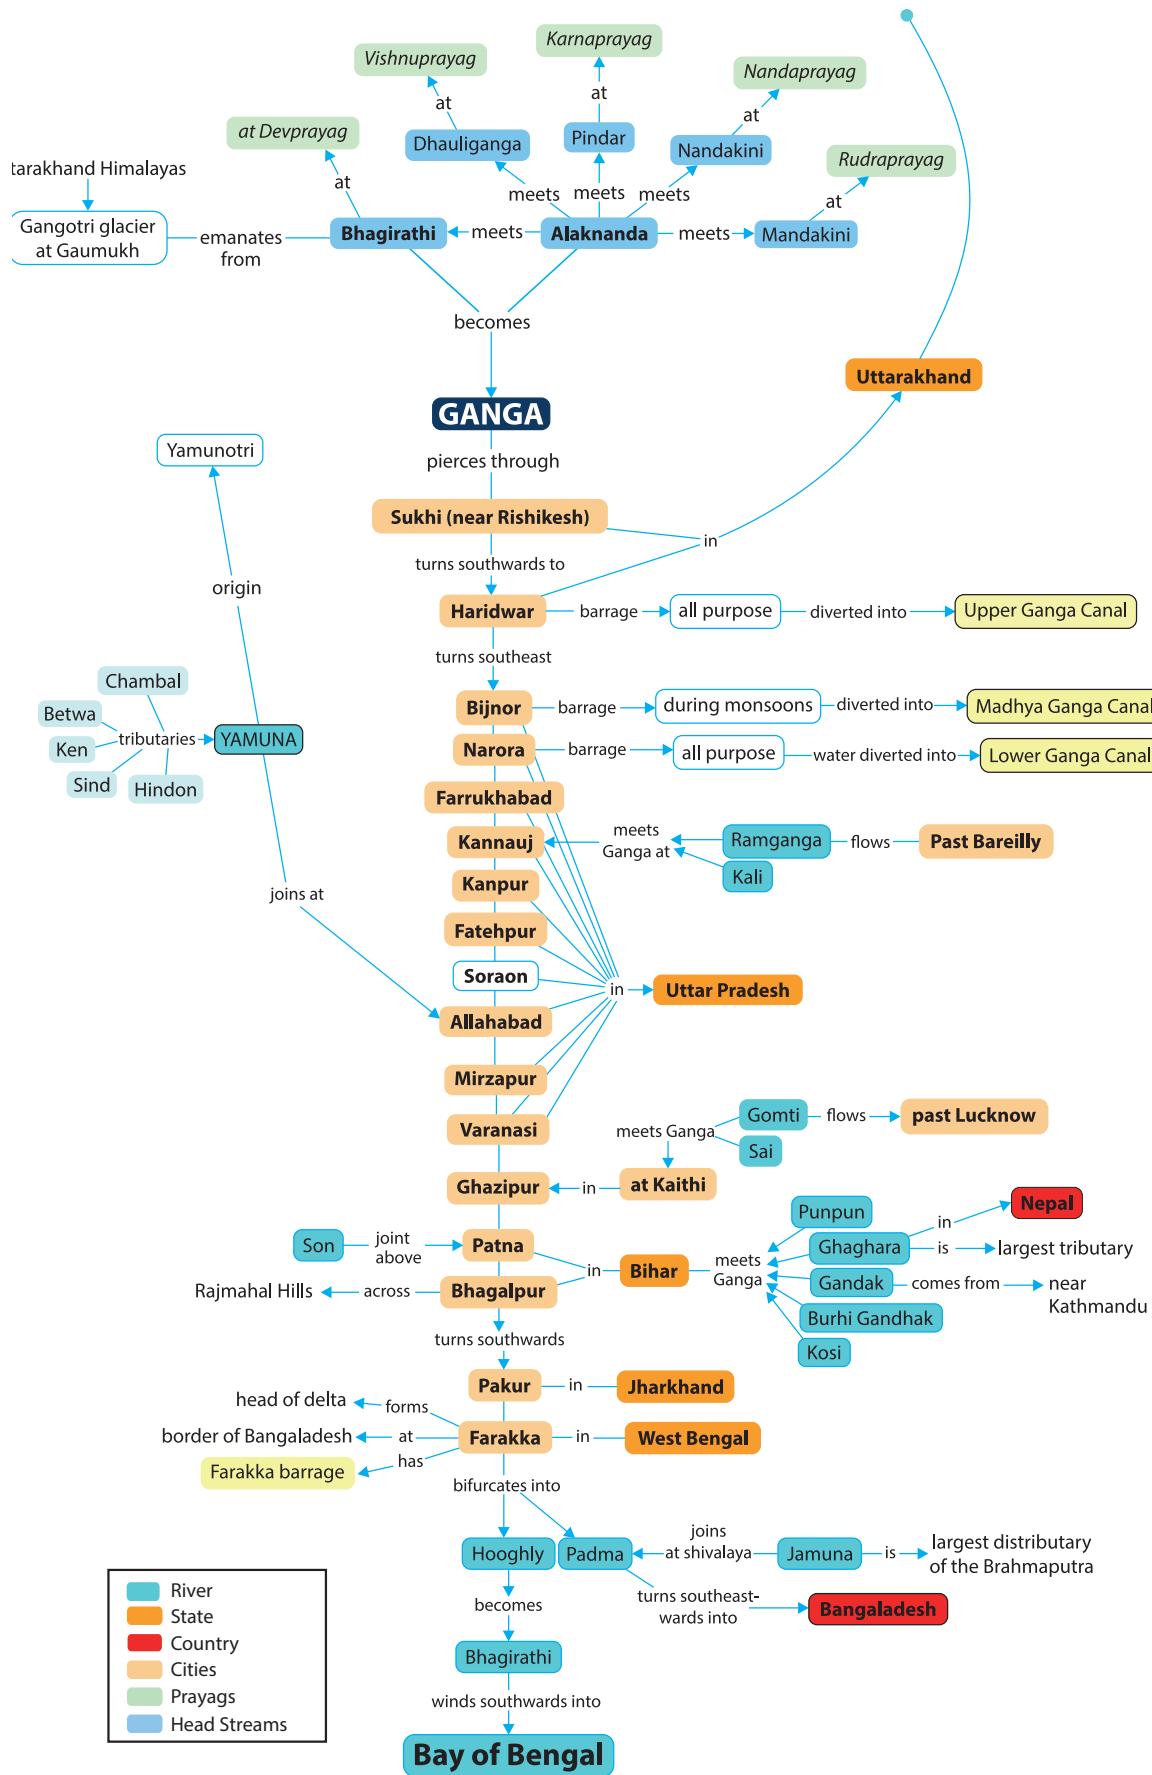 Karnaprayag
Vishnuprayag
Nandaprayag
at
at
at
at Devprayag
Dhauliganga
Pindar
Nandakini
Rudraprayag
tarakhand Himalayas
at
meets
meets
meets
at
Gangotri glacier
at Gaumukh
emanates
from
Bhagirathi
meets
Alaknanda
meets
Mandakini
becomes
Uttarakhand
GANGA
Yamunotri
pierces through
Sukhi (near Rishikesh)
in
turns southwards to
origin
Haridwar
barrage
all purpose
diverted into
Upper Ganga Canal
turns southeast
Chambal
Betwa
Ken
Sind
Hindon
tributaries
YAMUNA
Bijnor
barrage
during monsoons
diverted into
Madhya Ganga Canal
Narora
barrage
all purpose
water diverted into
Lower Ganga Canal
Farrukhabad
Kannauj
meets
Ganga at
Ramganga
flows
Past Bareilly
Kali
Kanpur
joins at
Fatehpur
Soraon
in
Uttar Pradesh
Allahabad
Mirzapur
Varanasi
meets Ganga
Gomti
flows
past Lucknow
Sai
Ghazipur
in
at Kaithi
Punpun
in
Nepal
Son
joint
above
Patna
in
Bihar
meets
Ganga
Ghaghara
is
largest tributary
Gandak
comes from
near
Kathmandu
Rajmahal Hills
across
Bhagalpur
Burhi Gandhak
Kosi
turns southwards
Pakur
in
Jharkhand
head of delta
forms
border of Bangaladesh
at
Farakka
in
West Bengal
Farakka barrage
has
bifurcates into
Hooghly
Padma
joins
at shivalaya
Jamuna
is
largest distributary
of the Brahmaputra
becomes
turns southeast-
wards into
Bangaladesh
Bhagirathi
winds southwards into
Bay of Bengal
River
State
Country
Cities
Prayags
Head Streams